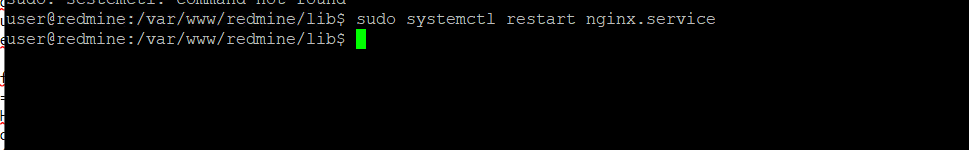 sudo: sestemctl: command not found
user@redmine:/var/www/redmine/lib$ sudo systemctl restart nginx.service
user@redmine:/var/www/redmine/lib$